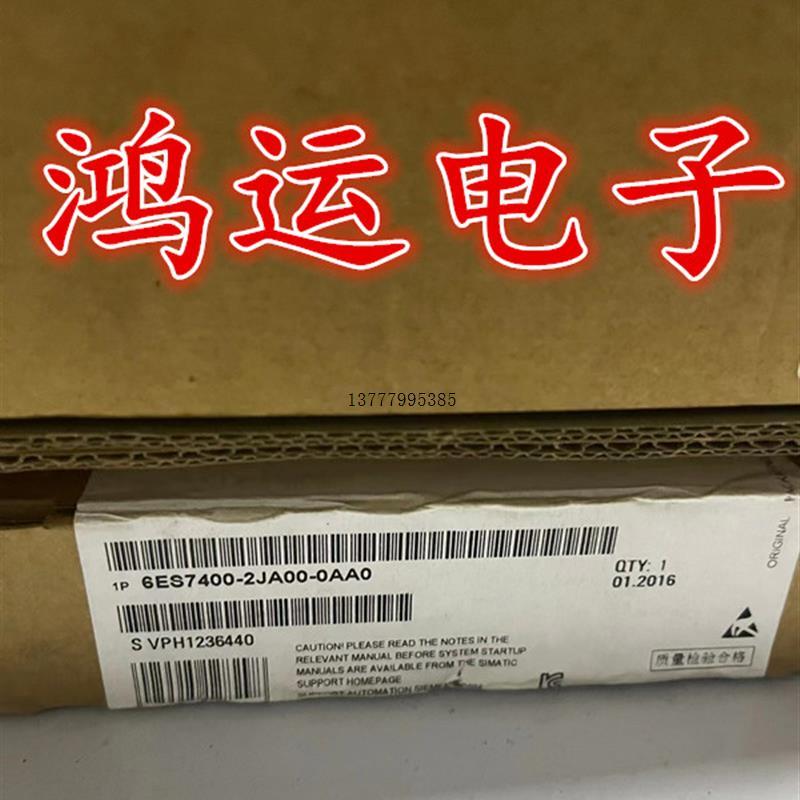 鸿运电子
13777995385
1P 6ES7400-2JA00-0AA0
QTY: 1
01.2016
S VPH1236440
CAUTION! PLEASE READ THE NOTES IN THE
RELEVANT MANUAL BEFORE SYSTEM STARTUP
MANUALS ARE AVAILABLE FROM THE SIMATIC
SUPPORT HOMEPAGE
SUPPORT AUTOMATION
质量检验合格
ORIGINAL